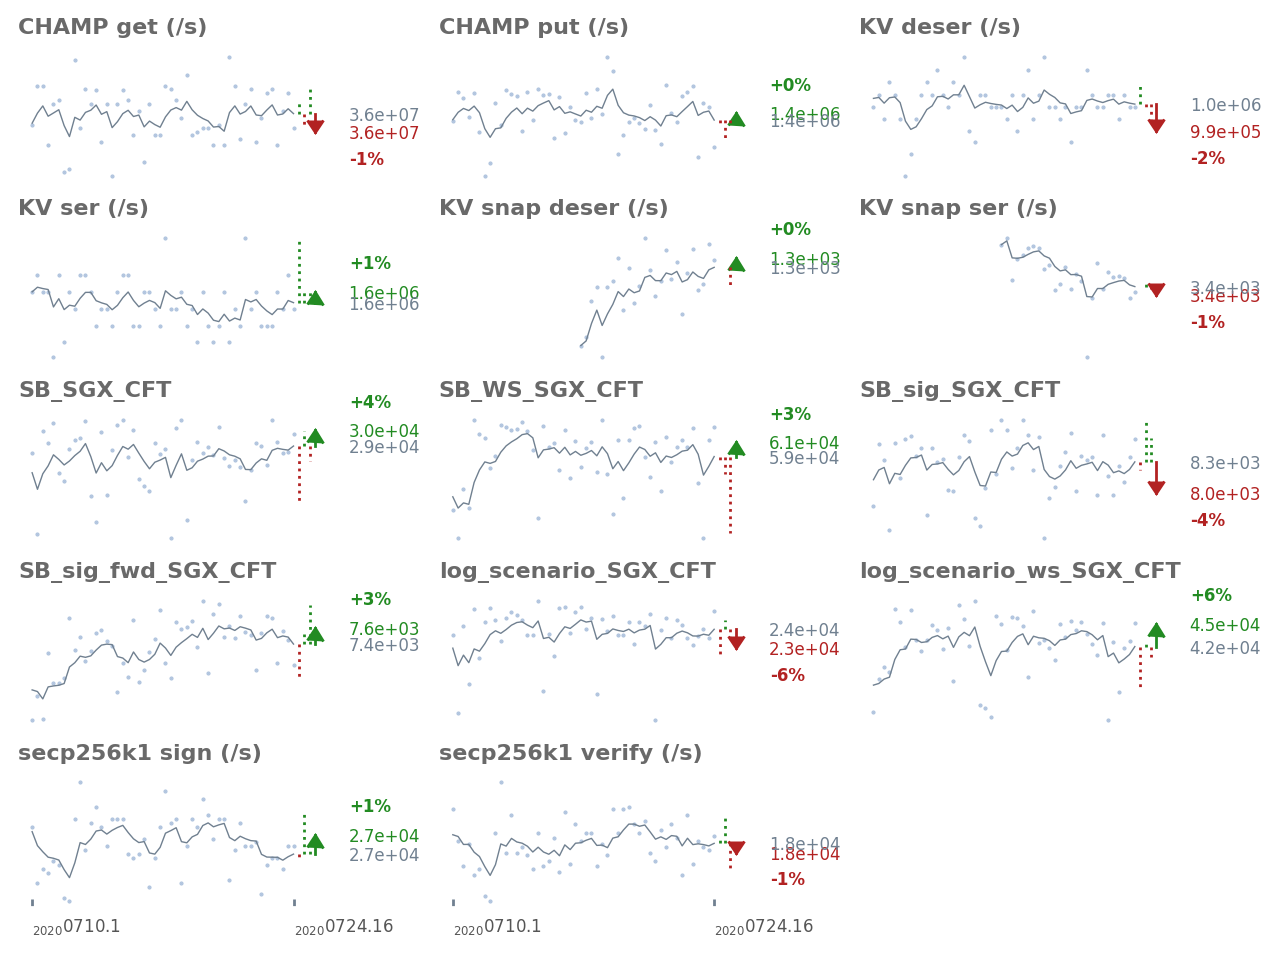 CHAMP get (/s)
3.6e+07
3.6e+07
-1%
CHAMP put (/s)
+0%
1.4e+06
1.4e+06
KV deser (/s)
1.0e+06
9.9e+05
-2%
KV ser (/s)
+1%
1.6e+06
1.6e+06
KV snap deser (/s)
+0%
1.3e+03
1.3e+03
KV snap ser (/s)
3.4e+03
3.4e+03
-1%
SB_SGX_CFT
+4%
3.0e+04
2.9e+04
SB_WS_SGX_CFT
+3%
6.1e+04
5.9e+04
SB_sig_SGX_CFT
8.3e+03
8.0e+03
-4%
SB_sig_fwd_SGX_CFT
+3%
7.6e+03
7.4e+03
log_scenario_SGX_CFT
2.4e+04
2.3e+04
-6%
log_scenario_ws_SGX_CFT
+6%
4.5e+04
4.2e+04
secp256k1 sign (/s)
+1%
2.7e+04
2.7e+04
secp256k1 verify (/s)
1.8e+04
1.8e+04
-1%
20200710.1
20200724.16
20200710.1
20200724.16